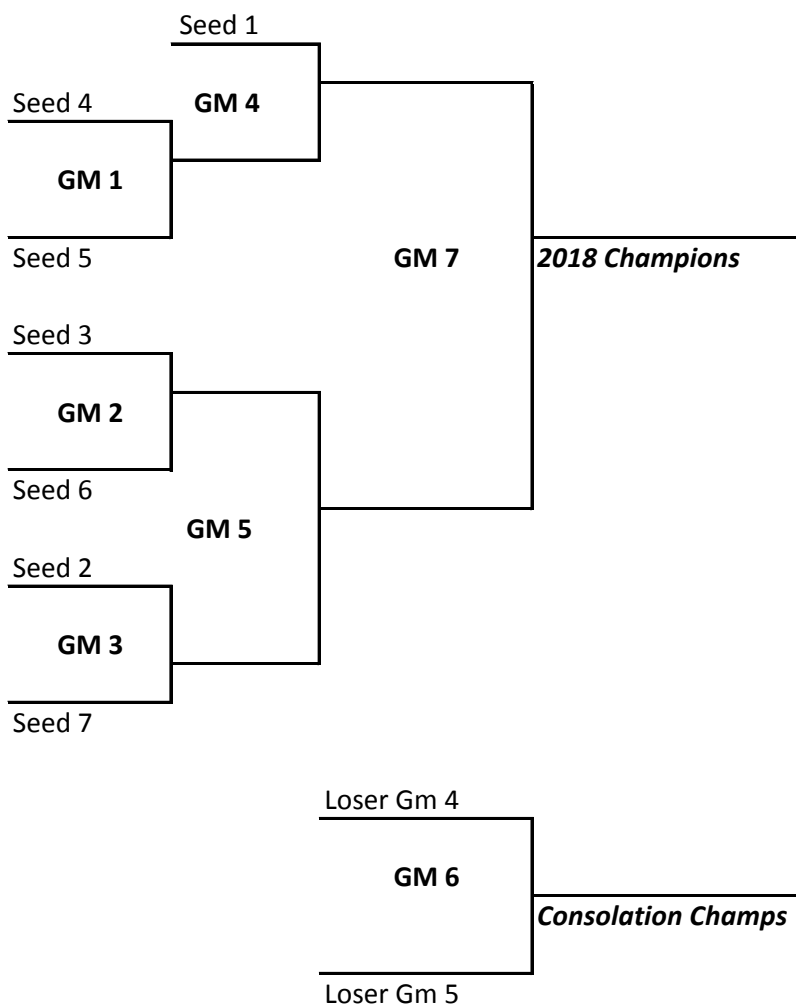 Seed 1
GM 4
Seed 4
GM 1
Seed 5
GM 7
2018 Champions
Seed 3
GM 2
Seed 6
GM 5
Seed 2
GM 3
Seed 7
Loser Gm 4
GM 6
Consolation Champs
Loser Gm 5